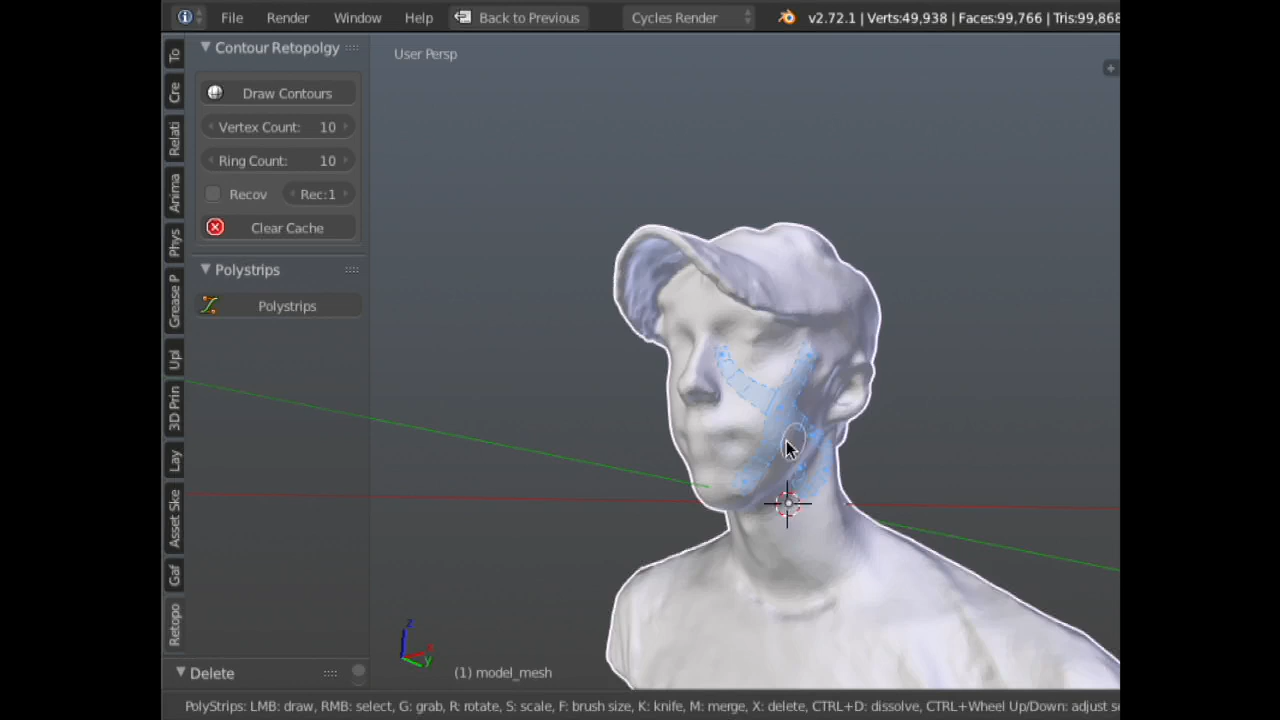 File Render Window Help Back to Previous Cycles Render v2.72.1 | Verts:49,938 | Faces:99,766 | Tris:99,868
Contour Retopolgy
User Persp
Draw Contours
Vertex Count: 10
Ring Count: 10
Recov Rec:1
Clear Cache
Polystrips
Polystrips
To
Cre
Relati
Anima
Phys
Grease P
Upl
3D Prin
Lay
Asset Ske
Gaf
Retopo
z
x
y
(1) model_mesh
Delete
PolyStrips: LMB: draw, RMB: select, G: grab, R: rotate, S: scale, F: brush size, K: knife, M: merge, X: delete, CTRL+D: dissolve, CTRL+Wheel Up/Down: adjust s